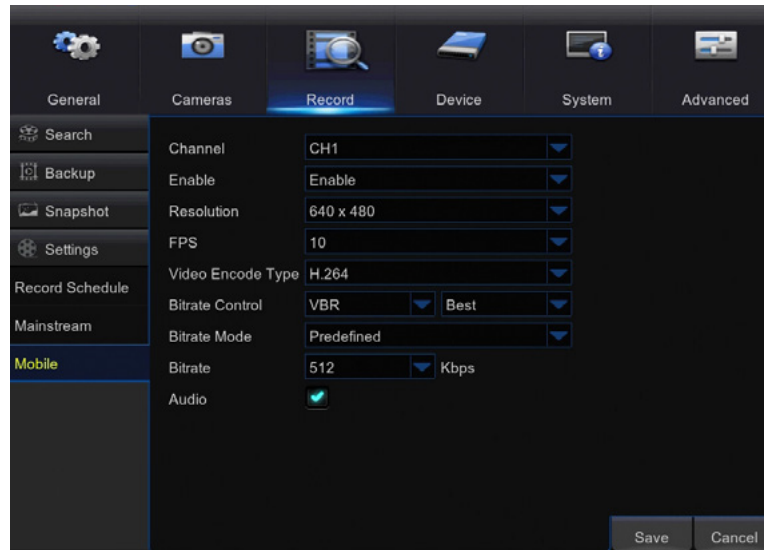 General Cameras Record Device System Advanced
Search
Backup
Snapshot
Settings
Record Schedule
Mainstream
Mobile
Channel CH1
Enable Enable
Resolution 640 x 480
FPS 10
Video Encode Type H.264
Bitrate Control VBR Best
Bitrate Mode Predefined
Bitrate 512 Kbps
Audio
Save Cancel